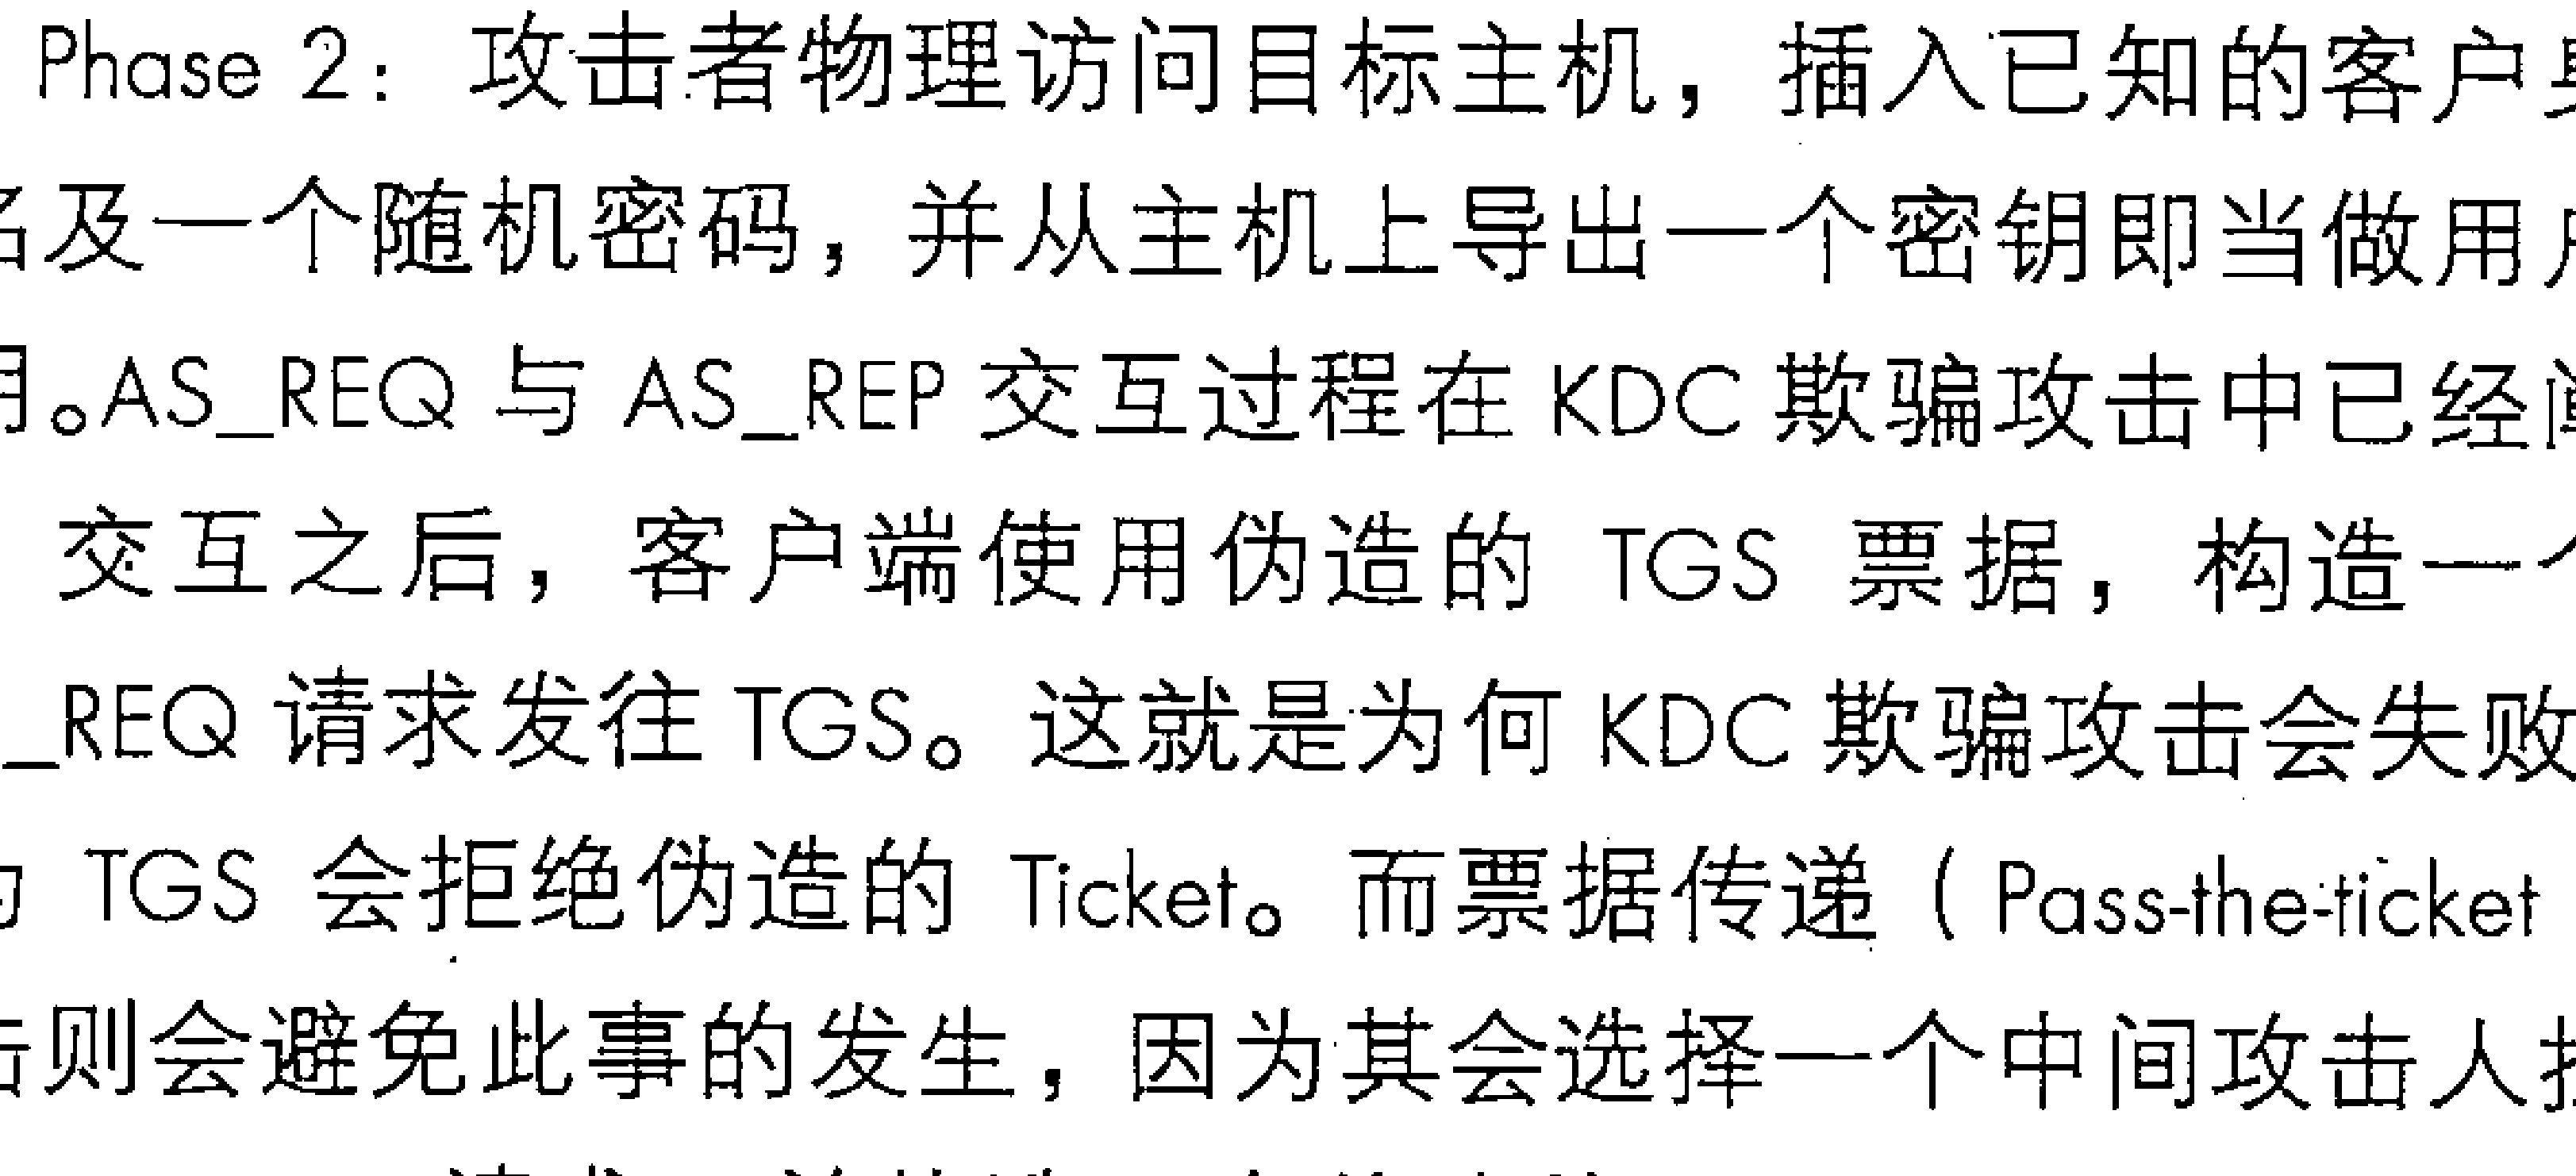 Phase 2：攻击者物理访问目标主机，插入已知的客户
及一个随机密码，并从主机上导出一个密钥即当做用
。AS_REQ 与 AS_REP 交互过程在 KDC 欺骗攻击中已经
交互之后，客户端使用伪造的 TGS 票据，构造一
_REQ 请求发往 TGS。这就是为何 KDC 欺骗攻击会失败
TGS 会拒绝伪造的 Ticket。而票据传递（Pass-the-ticket
则会避免此事的发生，因为其会选择一个中间攻击人